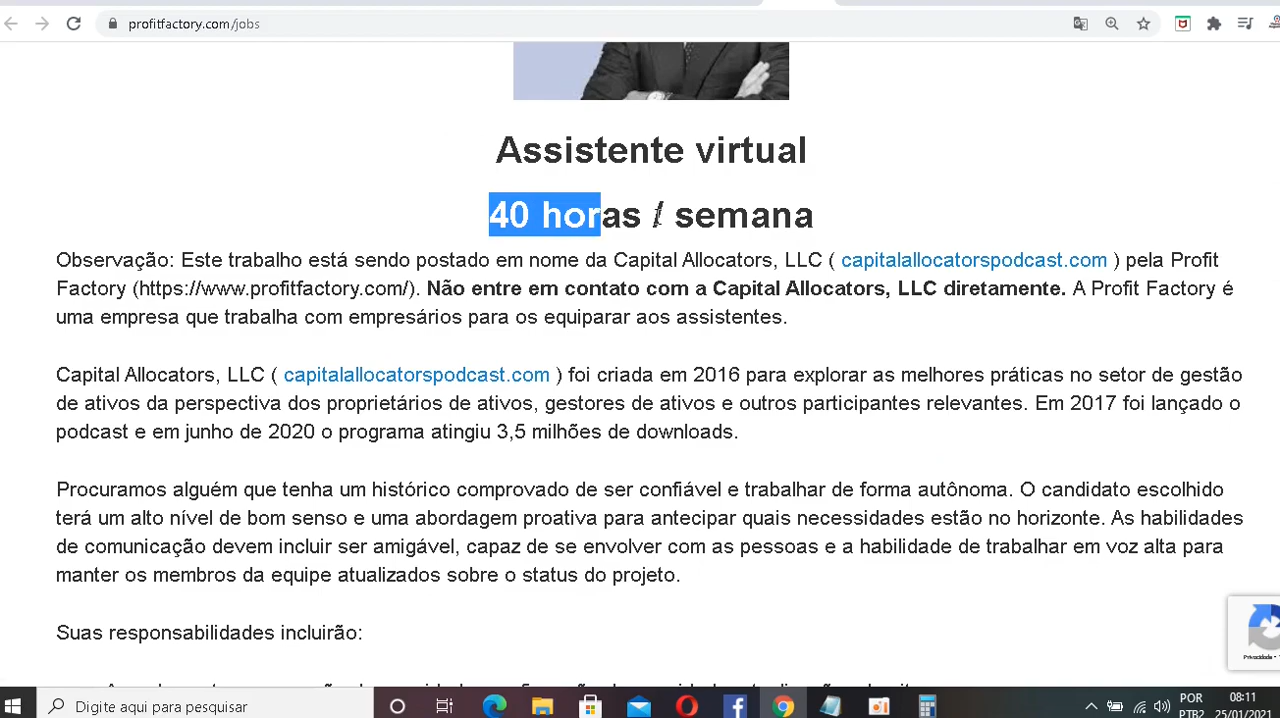 profitfactory.com/jobs
Assistente virtual
40 horas / semana
Observação: Este trabalho está sendo postado em nome da Capital Allocators, LLC ( capitalallocatorspodcast.com ) pela Profit
Factory (https://www.profitfactory.com/). Não entre em contato com a Capital Allocators, LLC diretamente. A Profit Factory é
uma empresa que trabalha com empresários para os equiparar aos assistentes.
Capital Allocators, LLC ( capitalallocatorspodcast.com ) foi criada em 2016 para explorar as melhores práticas no setor de gestão
de ativos da perspectiva dos proprietários de ativos, gestores de ativos e outros participantes relevantes. Em 2017 foi lançado o
podcast e em junho de 2020 o programa atingiu 3,5 milhões de downloads.
Procuramos alguém que tenha um histórico comprovado de ser confiável e trabalhar de forma autônoma. O candidato escolhido
terá um alto nível de bom senso e uma abordagem proativa para antecipar quais necessidades estão no horizonte. As habilidades
de comunicação devem incluir ser amigável, capaz de se envolver com as pessoas e a habilidade de trabalhar em voz alta para
manter os membros da equipe atualizados sobre o status do projeto.
Suas responsabilidades incluirão:
Privacidade
Digite aqui para pesquisar
POR
08:11
PTB2
25/01/2021